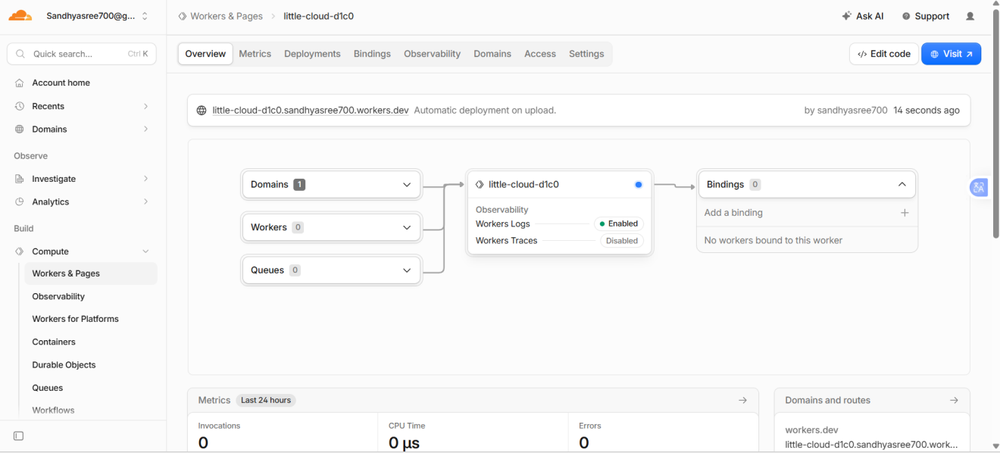 Sandhyasree700@g...
Workers & Pages
little-cloud-d1c0
Ask AI
Support
Quick search...
Ctrl K
Overview
Metrics
Deployments
Bindings
Observability
Domains
Access
Settings
Edit code
Visit
Account home
Recents
Domains
Observe
Investigate
Analytics
Build
Compute
Workers & Pages
Observability
Workers for Platforms
Containers
Durable Objects
Queues
Workflows
little-cloud-d1c0.sandhyasree700.workers.dev Automatic deployment on upload.
by sandhyasree700 14 seconds ago
Domains 1
Workers 0
Queues 0
little-cloud-d1c0
Observability
Workers Logs Enabled
Workers Traces Disabled
Bindings 0
Add a binding
No workers bound to this worker
Metrics Last 24 hours
Invocations
0
CPU Time
0 µs
Errors
0
Domains and routes
workers.dev
little-cloud-d1c0.sandhyasree700.work...